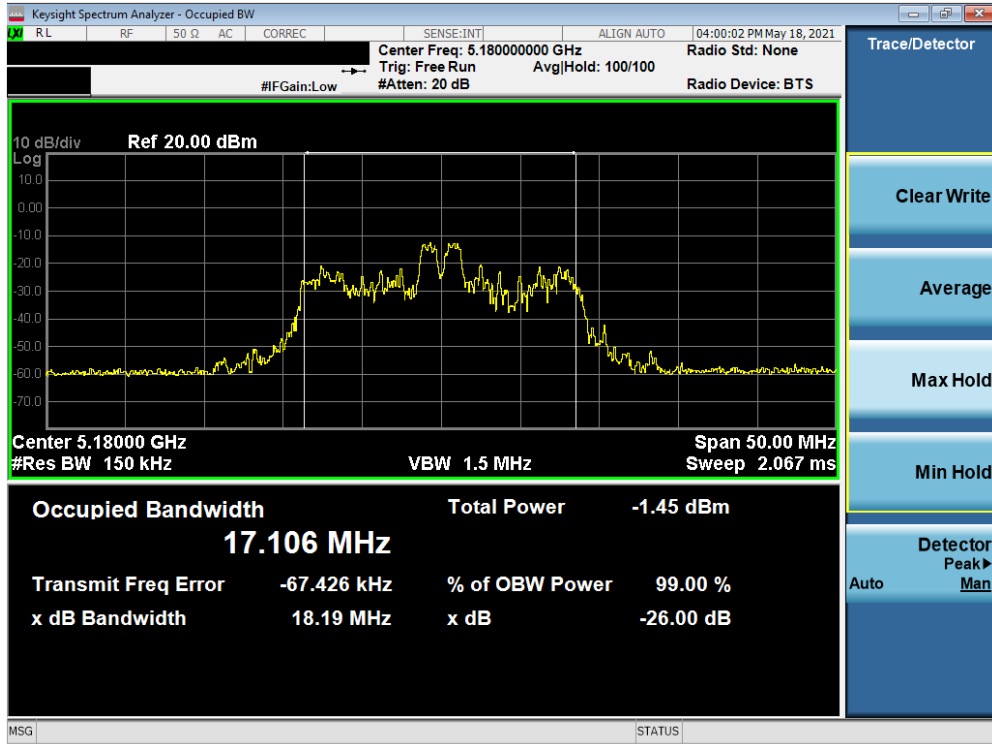 Keysight Spectrum Analyzer - Occupied BW
LXI RL RF 50 Ω AC CORREC SENSE:INT ALIGN AUTO 04:00:02 PM May 18, 2021
Center Freq: 5.180000000 GHz Radio Std: None
Trig: Free Run Avg|Hold: 100/100
#IFGain:Low #Atten: 20 dB Radio Device: BTS
Trace/Detector
10 dB/div Ref 20.00 dBm
Log
10.0
0.00
-10.0
-20.0
-30.0
-40.0
-50.0
-60.0
-70.0
Center 5.18000 GHz Span 50.00 MHz
#Res BW 150 kHz VBW 1.5 MHz Sweep 2.067 ms
Occupied Bandwidth Total Power -1.45 dBm
17.106 MHz
Transmit Freq Error -67.426 kHz % of OBW Power 99.00 %
x dB Bandwidth 18.19 MHz x dB -26.00 dB
Clear Write
Average
Max Hold
Min Hold
Detector
Peak▶
Auto Man
MSG STATUS